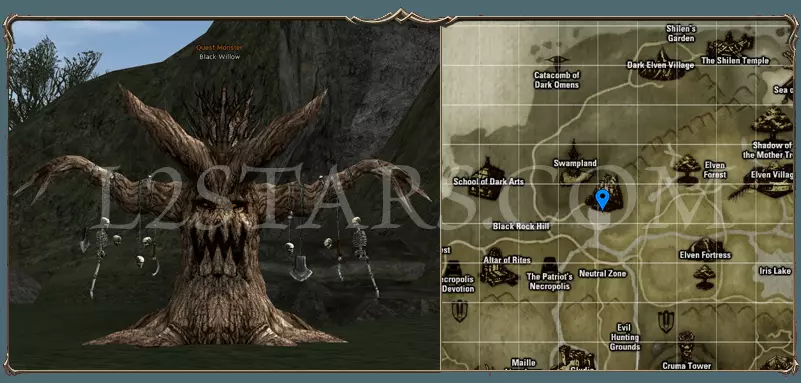 Quest Monster
Black Willow
L2STARS.COM
Shilen's
Garden
Dark Elven Village
The Shilen Temple
Catacomb of
Dark Omens
Sea o
Shadow of
the Mother Tr
Swampland
Elven
Forest
Elven Villag
School of Dark Arts
Black Rock Hill
est
Altar of Rites
Elven Fortress
ecropolis
Devotion
The Patriot's
Necropolis
Neutral Zone
Iris Lake
Evil
Hunting
Grounds
Cruma Tower
Maille